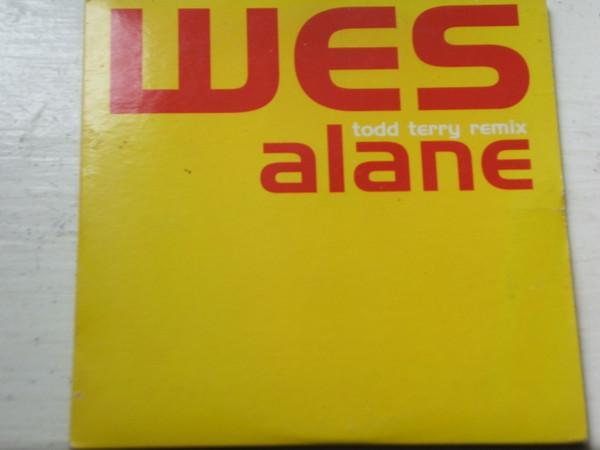 wes
todd terry remix
alane